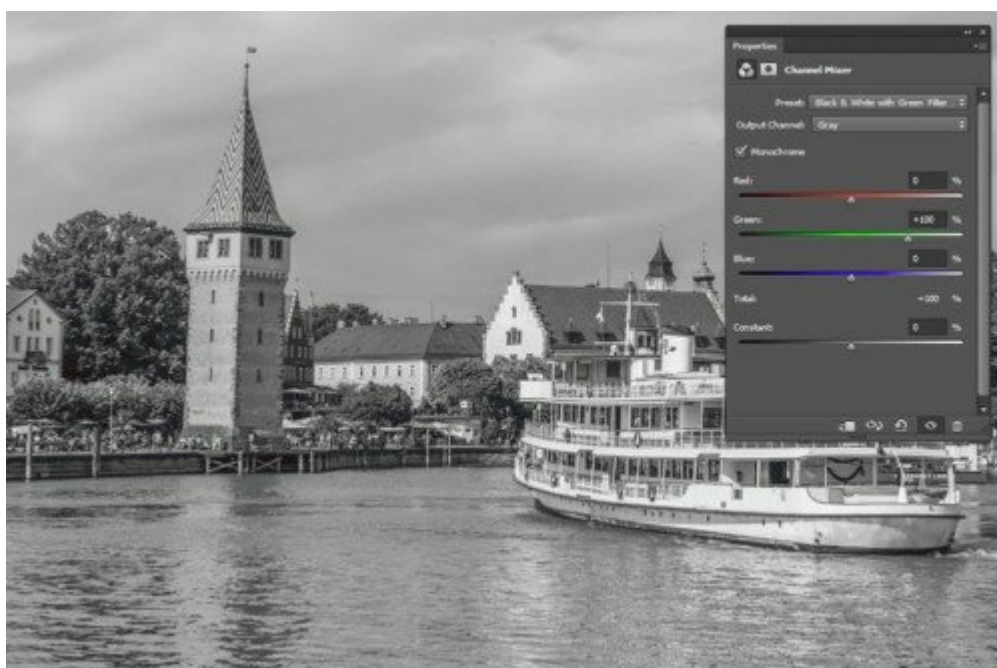 Properties
Channel Mixer
Preset: Black & White with Green Filter
Output Channel: Gray
Monochrome
Red: 0 %
Green: +100 %
Blue: 0 %
Total: +100 %
Constant: 0 %